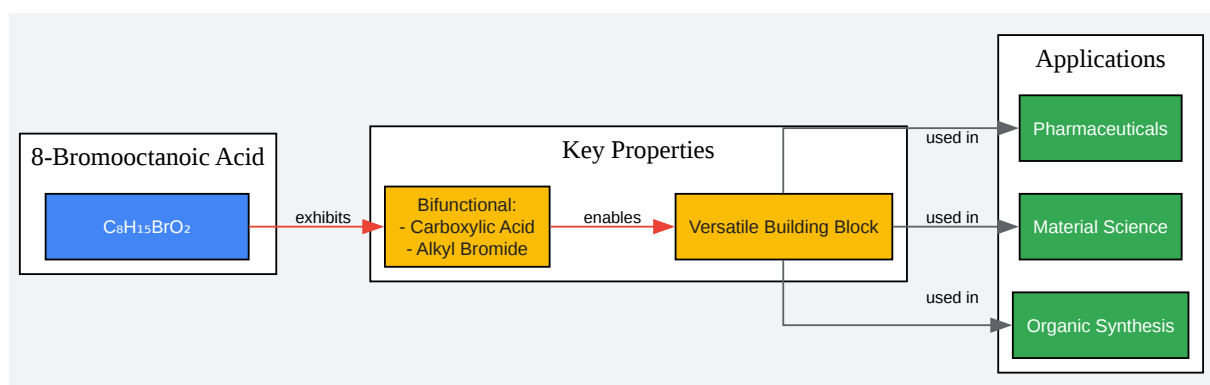 8-Bromooctanoic Acid
C₈H₁₅BrO₂
exhibits
Key Properties
Bifunctional:
- Carboxylic Acid
- Alkyl Bromide
enables
Versatile Building Block
used in
used in
used in
Applications
Pharmaceuticals
Material Science
Organic Synthesis